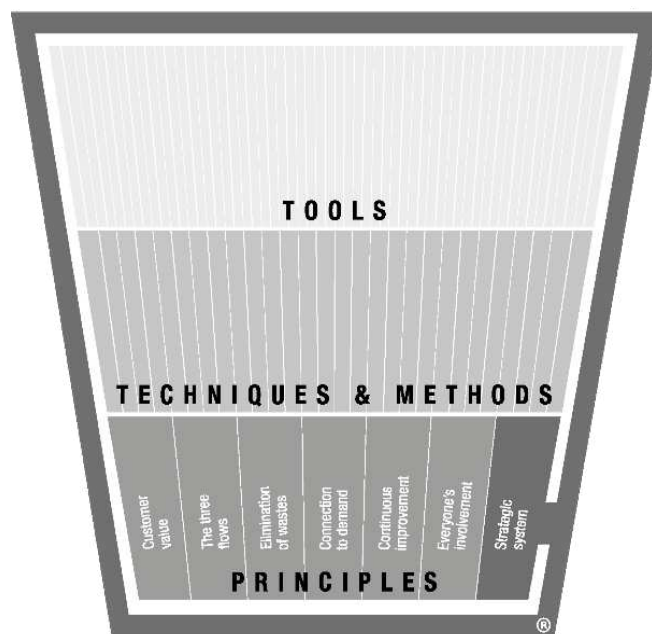 TOOLS
TECHNIQUES & METHODS
Customer
value
The three
flows
Elimination
of wastes
Connection
to demand
Continuous
improvement
Everyone's
involvement
Strategic
system
PRINCIPLES
®